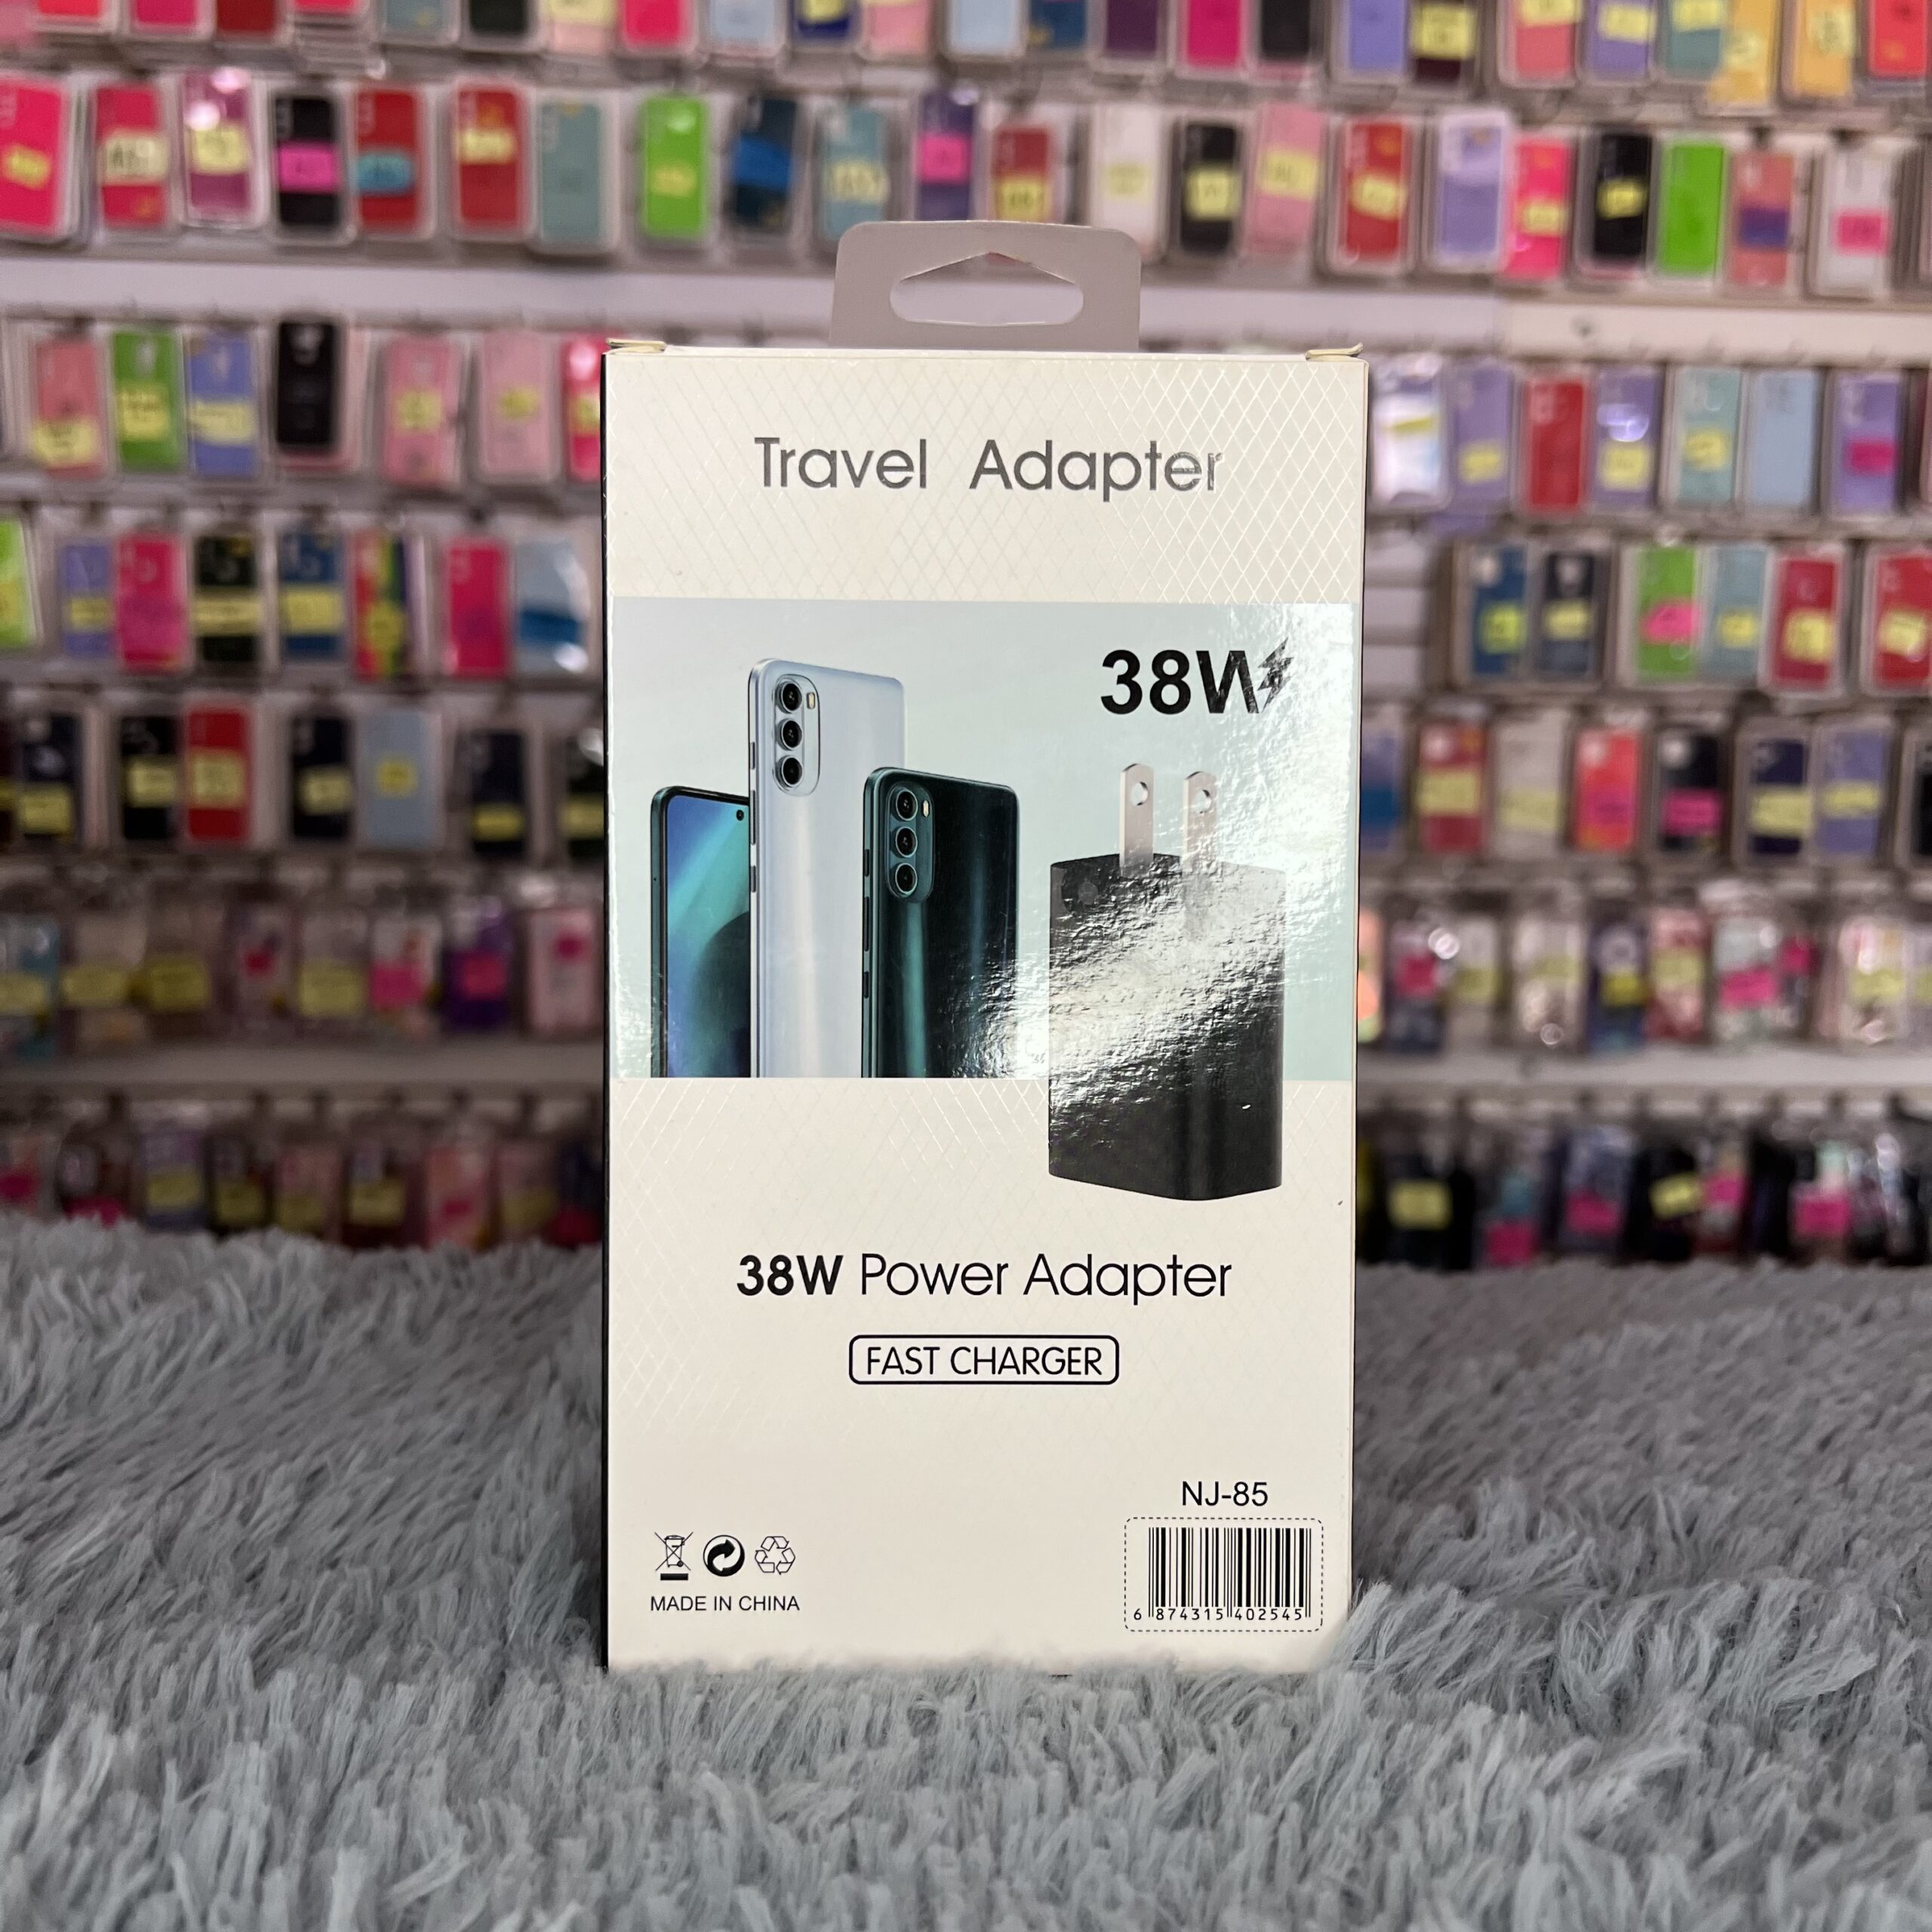 Travel Adapter
38W
38W Power Adapter
FAST CHARGER
NJ-85
MADE IN CHINA
6 874315 402545